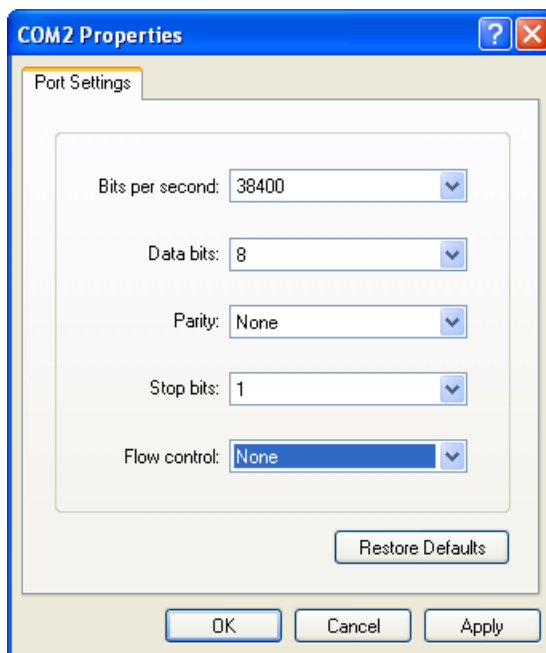 COM2 Properties
Port Settings
Bits per second: 38400
Data bits: 8
Parity: None
Stop bits: 1
Flow control: None
Restore Defaults
OK Cancel Apply